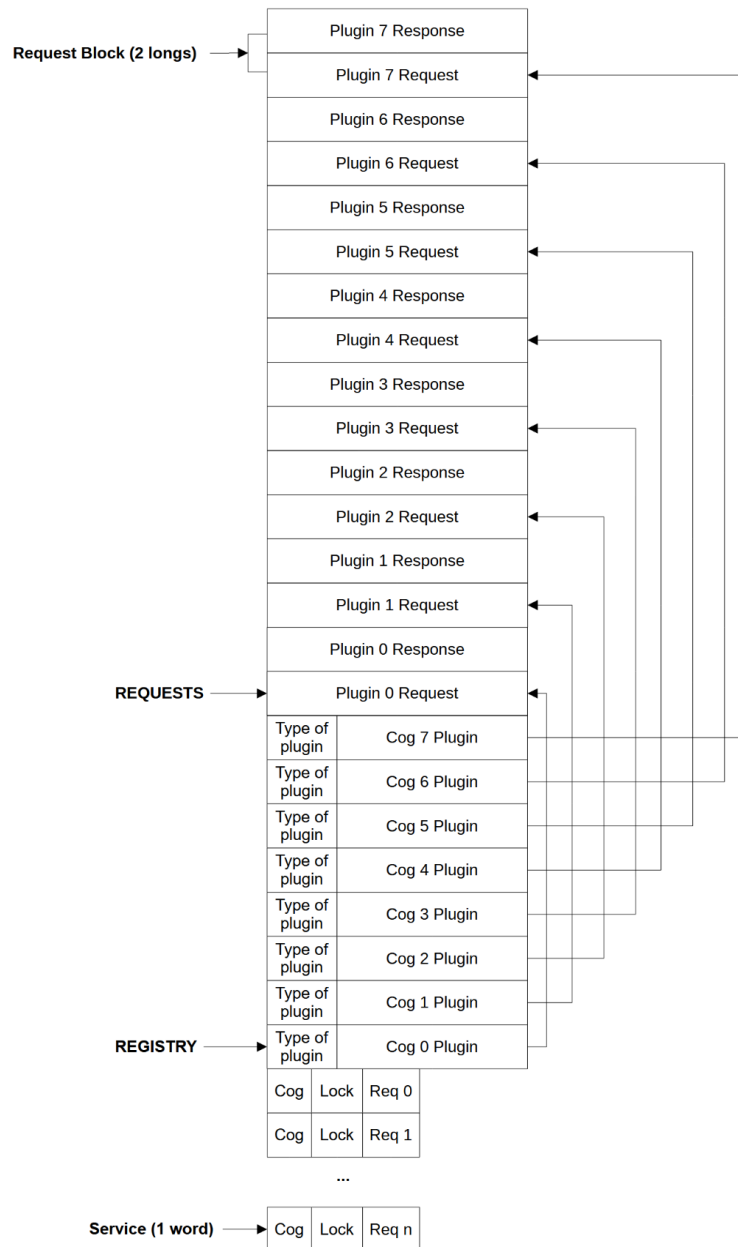 Plugin 7 Response
Request Block (2 longs)
Plugin 7 Request
Plugin 6 Response
Plugin 6 Request
Plugin 5 Response
Plugin 5 Request
Plugin 4 Response
Plugin 4 Request
Plugin 3 Response
Plugin 3 Request
Plugin 2 Response
Plugin 2 Request
Plugin 1 Response
Plugin 1 Request
Plugin 0 Response
REQUESTS
Plugin 0 Request
Type of
plugin
Cog 7 Plugin
Type of
plugin
Cog 6 Plugin
Type of
plugin
Cog 5 Plugin
Type of
plugin
Cog 4 Plugin
Type of
plugin
Cog 3 Plugin
Type of
plugin
Cog 2 Plugin
Type of
plugin
Cog 1 Plugin
REGISTRY
Type of
plugin
Cog 0 Plugin
Cog Lock Req 0
Cog Lock Req 1
...
Service (1 word)
Cog Lock Req n